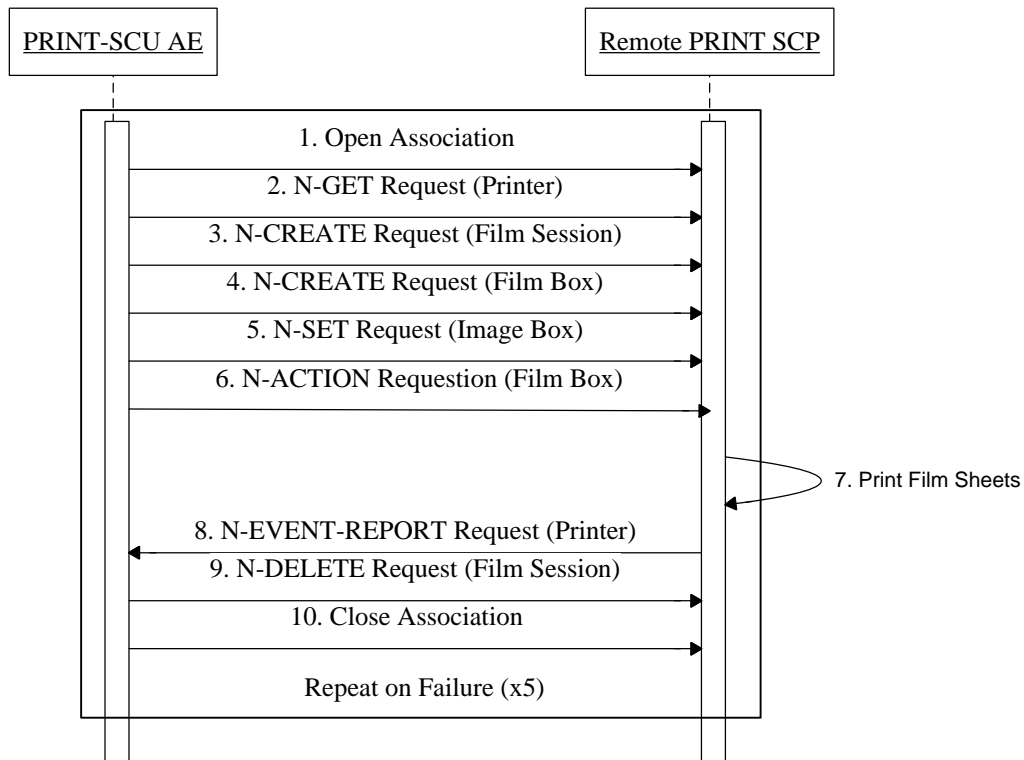 PRINT-SCU AE
Remote PRINT SCP
1. Open Association
2. N-GET Request (Printer)
3. N-CREATE Request (Film Session)
4. N-CREATE Request (Film Box)
5. N-SET Request (Image Box)
6. N-ACTION Requestion (Film Box)
7. Print Film Sheets
8. N-EVENT-REPORT Request (Printer)
9. N-DELETE Request (Film Session)
10. Close Association
Repeat on Failure (x5)